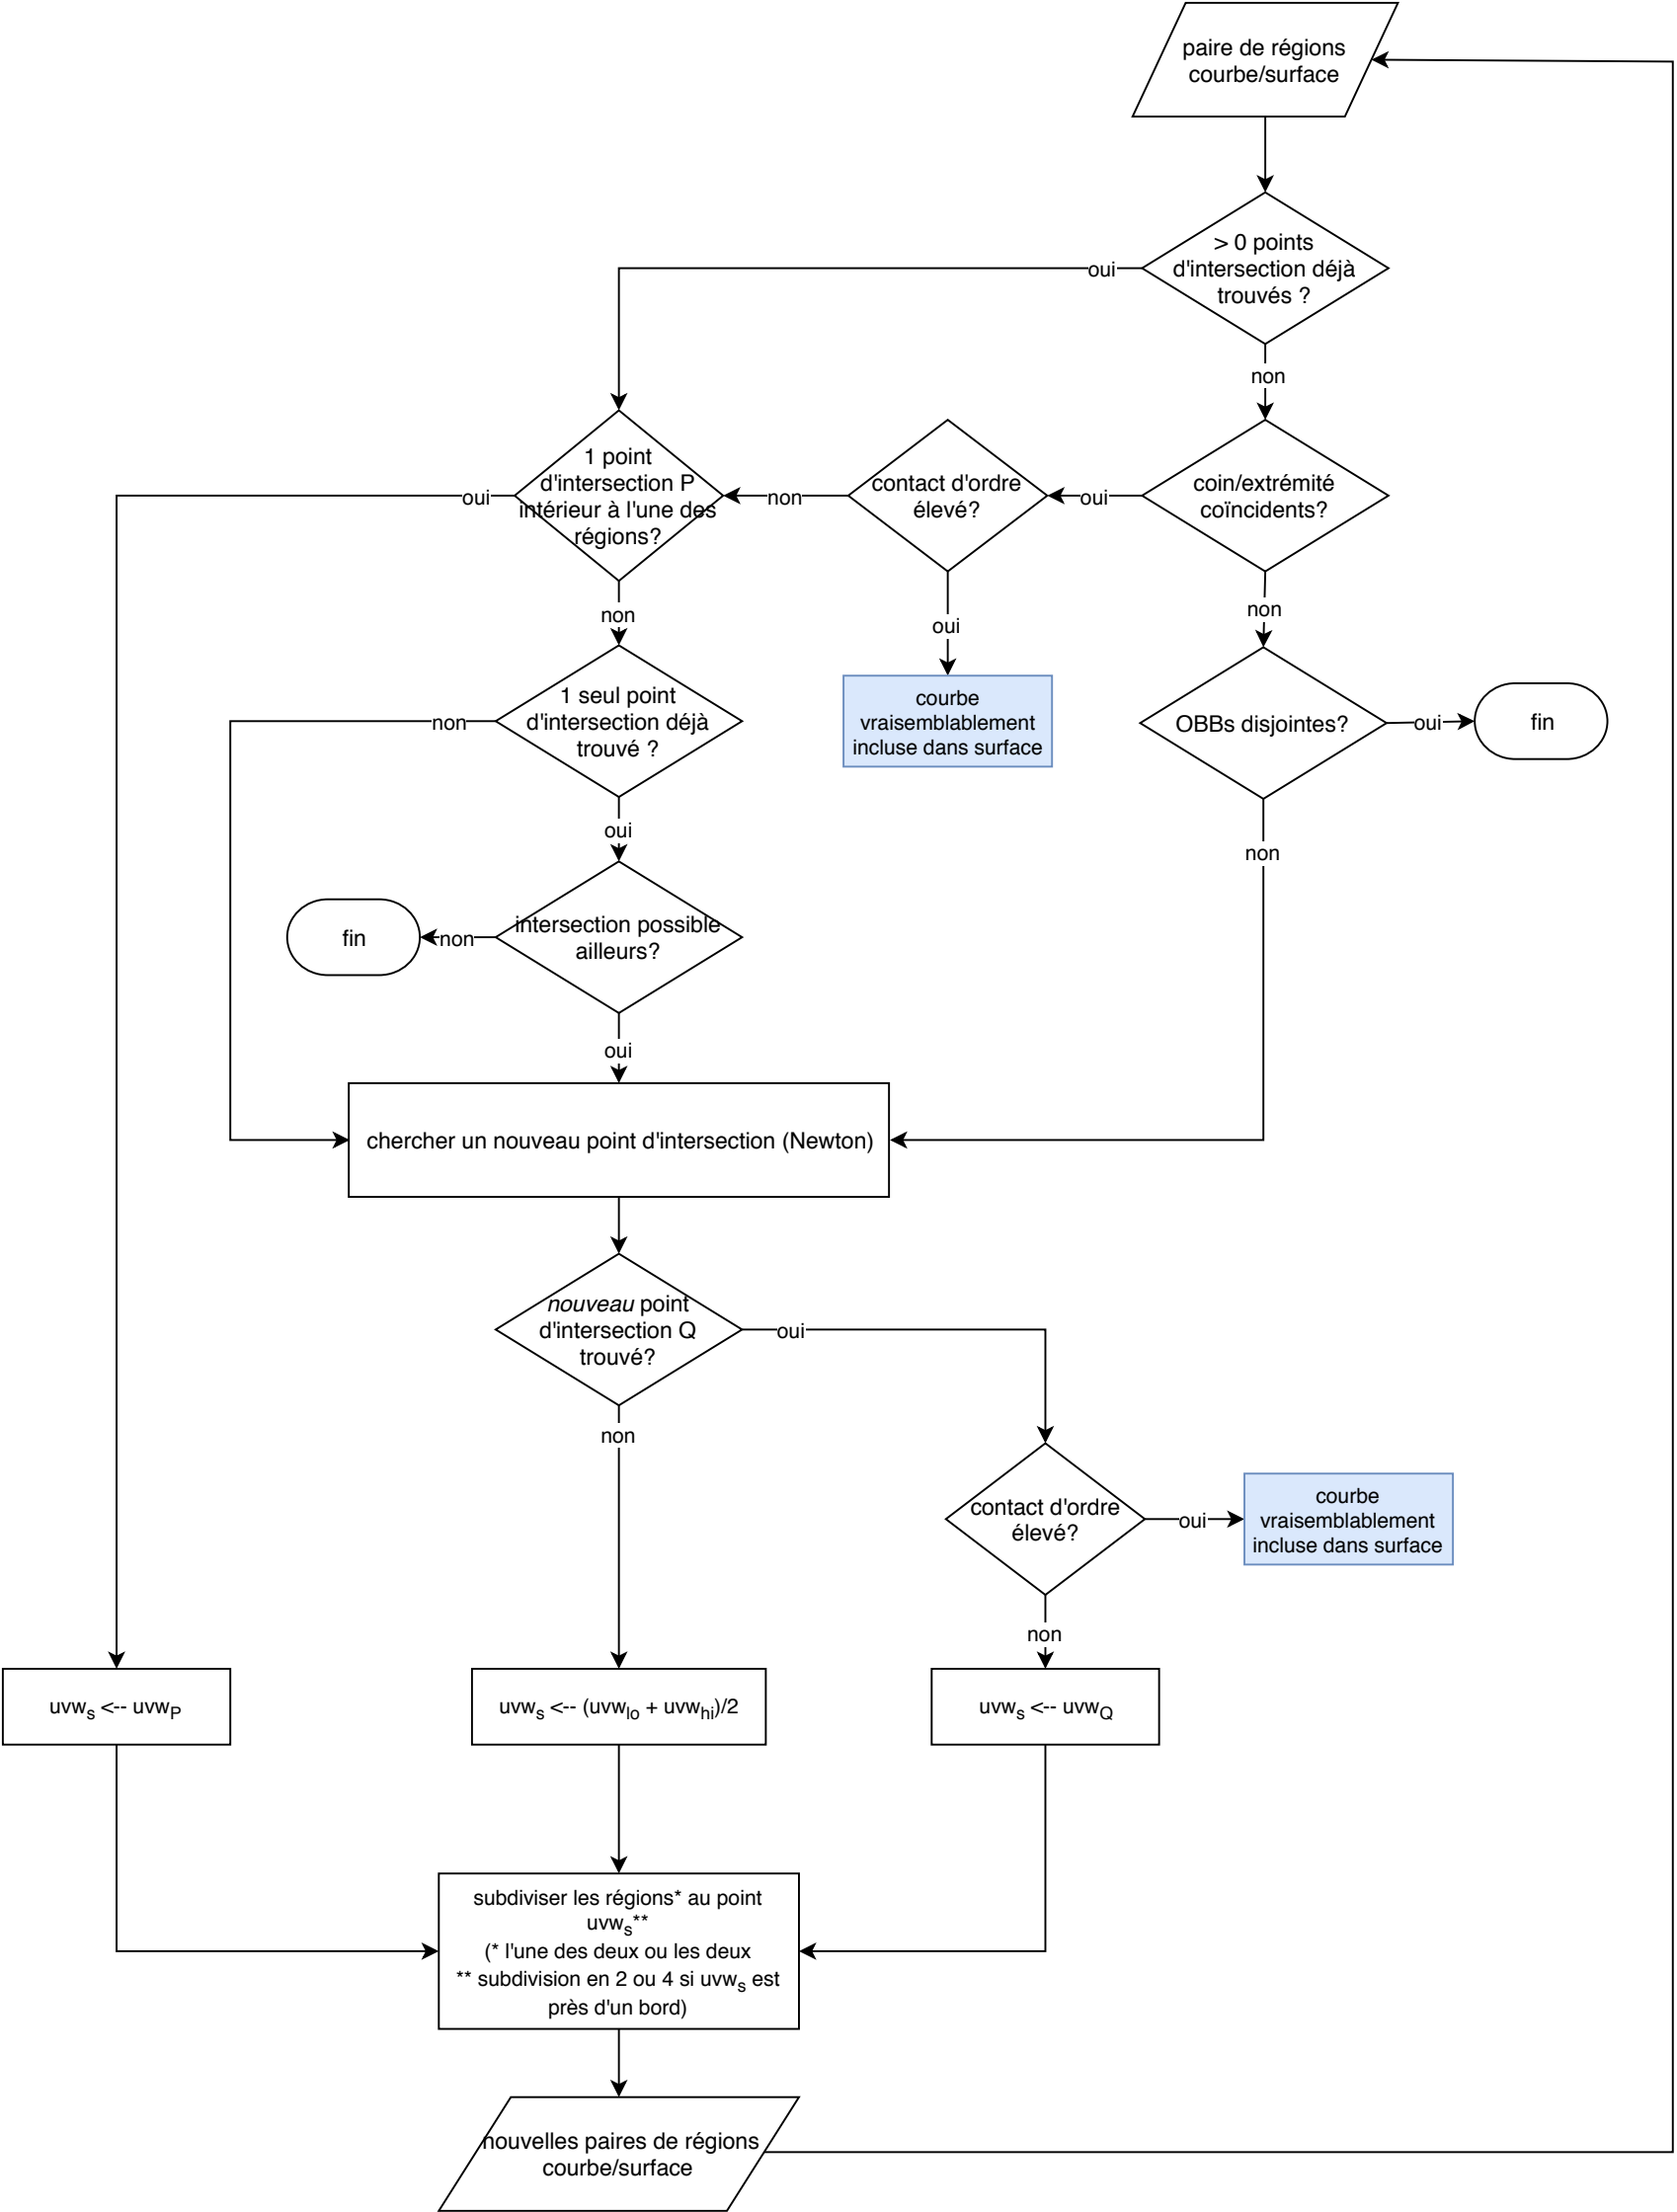 paire de régions
courbe/surface
> 0 points
d'intersection déjà
trouvés ?
oui
non
1 point
d'intersection P
intérieur à l'une des
régions?
oui
non
contact d'ordre
élevé?
non
oui
coin/extrémité
coïncidents?
oui
non
courbe
vraisemblablement
incluse dans surface
1 seul point
d'intersection déjà
trouvé ?
non
oui
OBBs disjointes?
oui
fin
non
intersection possible
ailleurs?
non
fin
oui
chercher un nouveau point d'intersection (Newton)
nouveau point
d'intersection Q
trouvé?
oui
non
contact d'ordre
élevé?
oui
courbe
vraisemblablement
incluse dans surface
non
uvws <-- uvwP
uvws <-- (uvwlo + uvwhi)/2
uvws <-- uvwQ
subdiviser les régions* au point
uvws**
(* l'une des deux ou les deux
** subdivision en 2 ou 4 si uvws est
près d'un bord)
nouvelles paires de régions
courbe/surface